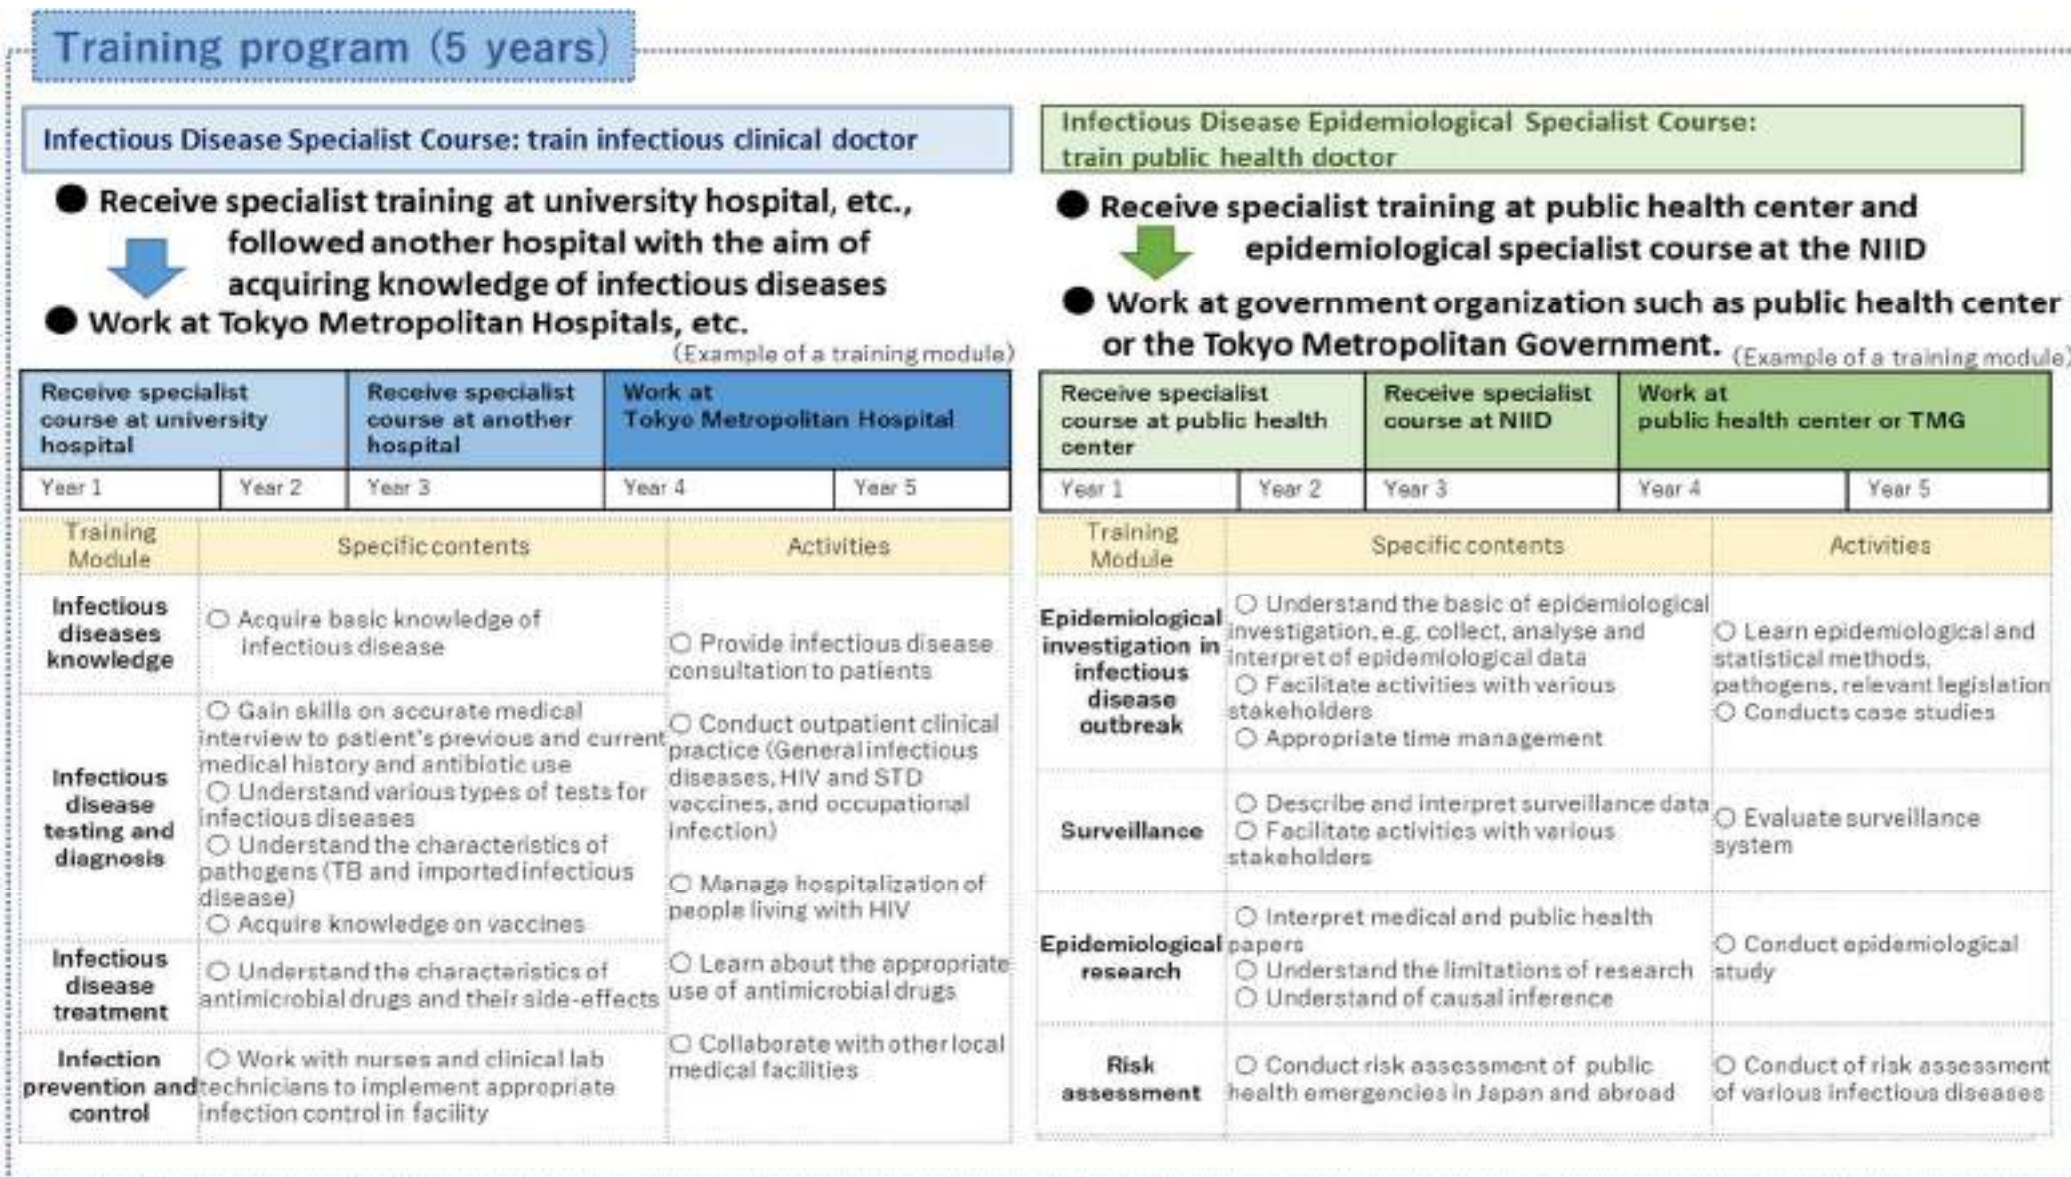 Training program (5 years)
Infectious Disease Specialist Course: train infectious clinical doctor
● Receive specialist training at university hospital, etc.,
followed another hospital with the aim of
acquiring knowledge of infectious diseases
● Work at Tokyo Metropolitan Hospitals, etc.
(Example of a training module)
Receive specialist
course at university
hospital
Receive specialist
course at another
hospital
Work at
Tokyo Metropolitan Hospital
Year 1
Year 2
Year 3
Year 4
Year 5
Training
Module
Specific contents
Activities
Infectious
diseases
knowledge
○ Acquire basic knowledge of
infectious disease
Infectious
disease
testing and
diagnosis
○ Gain skills on accurate medical
interview to patient's previous and current
medical history and antibiotic use
○ Understand various types of tests for
infectious diseases
○ Understand the characteristics of
pathogens (TB and imported infectious
disease)
○ Acquire knowledge on vaccines
Infectious
disease
treatment
○ Understand the characteristics of
antimicrobial drugs and their side-effects
Infection
prevention and
control
○ Work with nurses and clinical lab
technicians to implement appropriate
infection control in facility
○ Provide infectious disease
consultation to patients
○ Conduct outpatient clinical
practice (General infectious
diseases, HIV and STD
vaccines, and occupational
infection)
○ Manage hospitalization of
people living with HIV
○ Learn about the appropriate
use of antimicrobial drugs
○ Collaborate with other local
medical facilities
Infectious Disease Epidemiological Specialist Course:
train public health doctor
● Receive specialist training at public health center and
epidemiological specialist course at the NIID
● Work at government organization such as public health center
or the Tokyo Metropolitan Government.
(Example of a training module)
Receive specialist
course at public health
center
Receive specialist
course at NIID
Work at
public health center or TMG
Year 1
Year 2
Year 3
Year 4
Year 5
Training
Module
Specific contents
Activities
Epidemiological
investigation in
infectious
disease
outbreak
○ Understand the basic of epidemiological
investigation, e.g. collect, analyse and
interpret of epidemiological data
○ Facilitate activities with various
stakeholders
○ Appropriate time management
○ Learn epidemiological and
statistical methods,
pathogens, relevant legislation
○ Conducts case studies
Surveillance
○ Describe and interpret surveillance data
○ Facilitate activities with various
stakeholders
○ Evaluate surveillance
system
Epidemiological
research
○ Interpret medical and public health
papers
○ Understand the limitations of research
○ Understand of causal inference
○ Conduct epidemiological
study
Risk
assessment
○ Conduct risk assessment of public
health emergencies in Japan and abroad
○ Conduct of risk assessment
of various infectious diseases